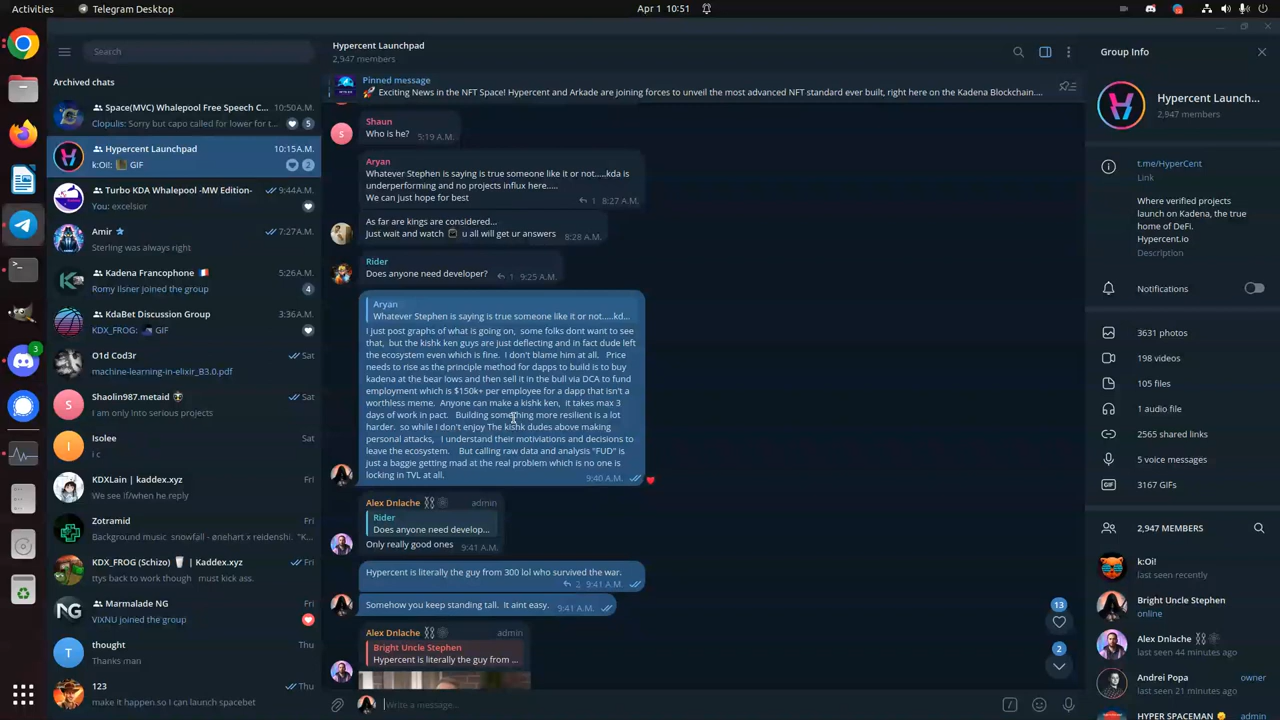 Activities
Telegram Desktop
Apr 1 10:51
Search
Archived chats
Space(MVC) Whalepool Free Speech C...
10:50A.M.
Clopulis: Sorry but capo called for lower for t...
5
Hypercent Launchpad
10:15A.M.
k:Oi!: GIF
2
Turbo KDA Whalepool -MW Edition-
9:44A.M.
You: excelsior
1
Amir
7:27A.M.
Sterling was always right
Kadena Francophone
5:26A.M.
Romy Ilsner joined the group
4
KdaBet Discussion Group
3:36A.M.
KDX_FROG: GIF
O1d Cod3r
Sat
machine-learning-in-elixir_B3.0.pdf
Shaolin987.metaid
Sat
I am only into serious projects
Isolee
Sat
i c
KDXLain | kaddex.xyz
Fri
We see if/when he reply
Zotramid
Fri
Background music snowfall - ønehart x reidenshi. "K...
KDX_FROG (Schizo) | Kaddex.xyz
Fri
ttys back to work though must kick ass.
Marmalade NG
Fri
VIXNU joined the group
thought
Thu
Thanks man
123
Thu
make it happen so I can launch spacebet
3
Hypercent Launchpad
2,947 members
Pinned message
🚀 Exciting News in the NFT Space! Hypercent and Arkade are joining forces to unveil the most advanced NFT standard ever built, right here on the Kadena Blockchain....
Shaun
Who is he? 5:19 A.M.
Aryan
Whatever Stephen is saying is true someone like it or not.....kda is
underperforming and no projects influx here.....
We can just hope for best
1 8:27 A.M.
As far are kings are considered...
Just wait and watch u all will get ur answers 8:28 A.M.
Rider
Does anyone need developer? 1 9:25 A.M.
Aryan
Whatever Stephen is saying is true someone like it or not.....kd...
I just post graphs of what is going on, some folks dont want to see
that, but the kishk ken guys are just deflecting and in fact dude left
the ecosystem even which is fine. I don't blame him at all. Price
needs to rise as the principle method for dapps to build is to buy
kadena at the bear lows and then sell it in the bull via DCA to fund
employment which is $150k+ per employee for a dapp that isn't a
worthless meme. Anyone can make a kishk ken, it takes max 3
days of work in pact. Building something more resilient is a lot
harder. so while I don't enjoy The kishk dudes above making
personal attacks, I understand their motiviations and decisions to
leave the ecosystem. But calling raw data and analysis "FUD" is
just a baggie getting mad at the real problem which is no one is
locking in TVL at all.
9:40 A.M.
Alex Dnlache
admin
Rider
Does anyone need develop...
Only really good ones 9:41 A.M.
Hypercent is literally the guy from 300 lol who survived the war.
2 9:41 A.M.
Somehow you keep standing tall. It aint easy. 9:41 A.M.
Alex Dnlache
admin
Bright Uncle Stephen
Hypercent is literally the guy from ...
13
2
Write a message...
Group Info
Hypercent Launch...
2,947 members
t.me/HyperCent
Link
Where verified projects
launch on Kadena, the true
home of DeFi.
Hypercent.io
Description
Notifications
3631 photos
198 videos
105 files
1 audio file
2565 shared links
5 voice messages
3167 GIFs
2,947 MEMBERS
k:Oi!
last seen recently
Bright Uncle Stephen
online
Alex Dnlache
last seen 44 minutes ago
Andrei Popa
owner
last seen 21 minutes ago
HYPER SPACEMAN
admin